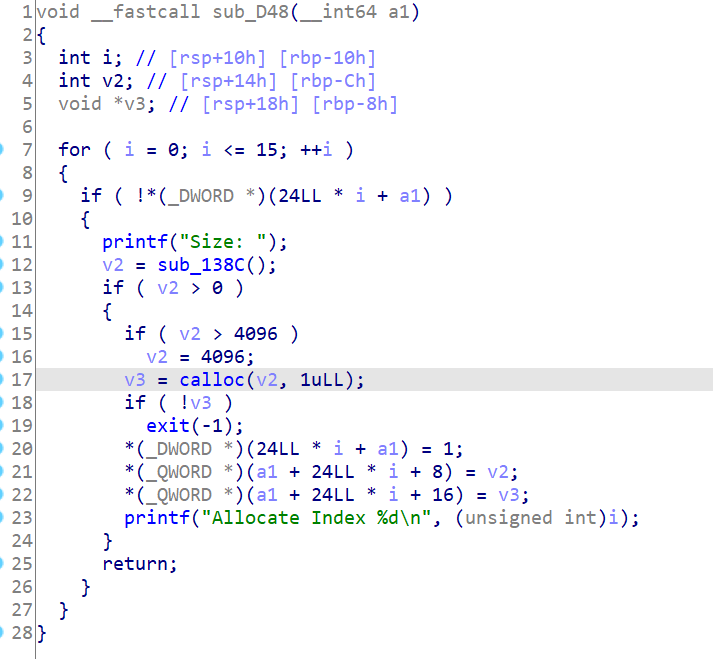 1 void __fastcall sub_D48(__int64 a1)
2 {
3   int i; // [rsp+10h] [rbp-10h]
4   int v2; // [rsp+14h] [rbp-Ch]
5   void *v3; // [rsp+18h] [rbp-8h]
6
7   for ( i = 0; i <= 15; ++i )
8   {
9     if ( !*(_DWORD *)(24LL * i + a1) )
10     {
11       printf("Size: ");
12       v2 = sub_138C();
13       if ( v2 > 0 )
14       {
15         if ( v2 > 4096 )
16           v2 = 4096;
17         v3 = calloc(v2, 1uLL);
18         if ( !v3 )
19           exit(-1);
20         *(_DWORD *)(24LL * i + a1) = 1;
21         *(_QWORD *)(a1 + 24LL * i + 8) = v2;
22         *(_QWORD *)(a1 + 24LL * i + 16) = v3;
23         printf("Allocate Index %d\n", (unsigned int)i);
24       }
25       return;
26     }
27   }
28 }